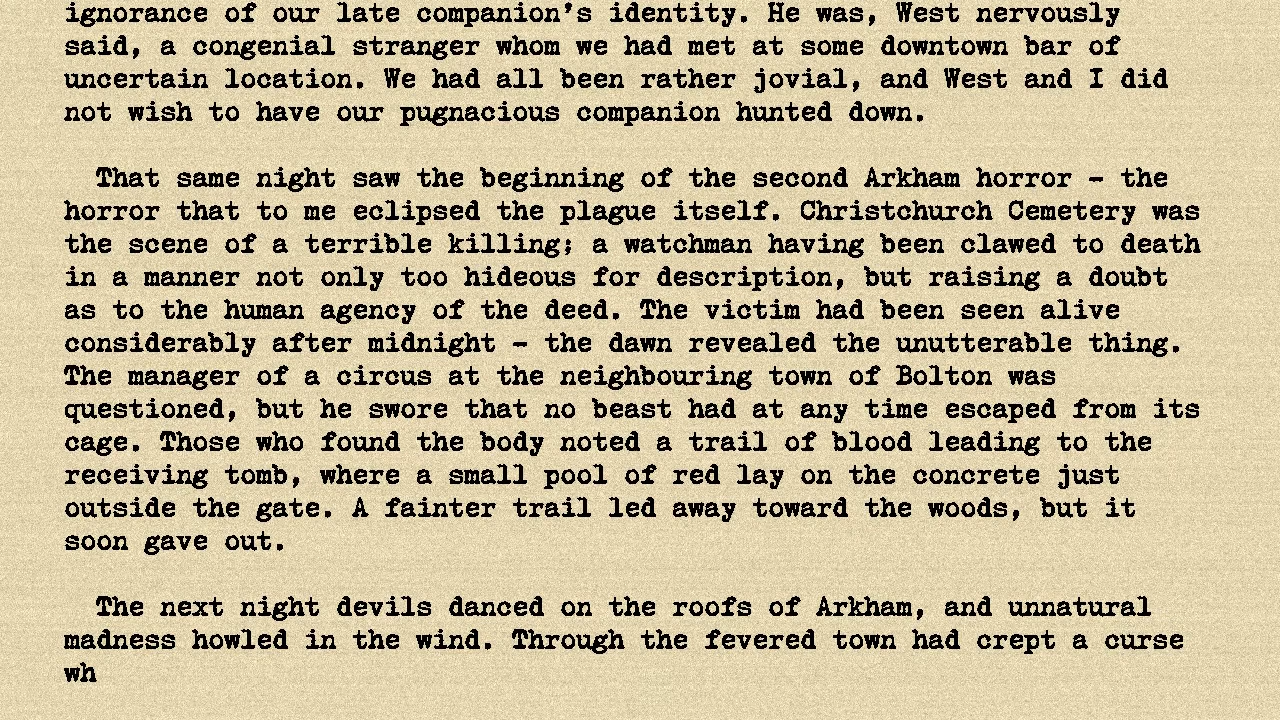 ignorance of our late companion's identity. He was, West nervously
said, a congenial stranger whom we had met at some downtown bar of
uncertain location. We had all been rather jovial, and West and I did
not wish to have our pugnacious companion hunted down.
That same night saw the beginning of the second Arkham horror – the
horror that to me eclipsed the plague itself. Christchurch Cemetery was
the scene of a terrible killing; a watchman having been clawed to death
in a manner not only too hideous for description, but raising a doubt
as to the human agency of the deed. The victim had been seen alive
considerably after midnight – the dawn revealed the unutterable thing.
The manager of a circus at the neighbouring town of Bolton was
questioned, but he swore that no beast had at any time escaped from its
cage. Those who found the body noted a trail of blood leading to the
receiving tomb, where a small pool of red lay on the concrete just
outside the gate. A fainter trail led away toward the woods, but it
soon gave out.
The next night devils danced on the roofs of Arkham, and unnatural
madness howled in the wind. Through the fevered town had crept a curse
wh